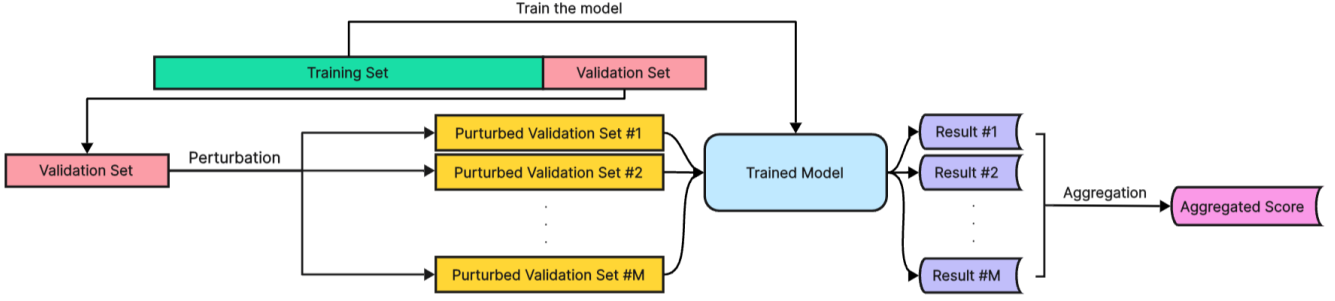 Train the model
Training Set
Validation Set
Validation Set
Perturbation
Purturbed Validation Set #1
Purturbed Validation Set #2
.
.
.
Purturbed Validation Set #M
Trained Model
Result #1
Result #2
.
.
.
Result #M
Aggregation
Aggregated Score